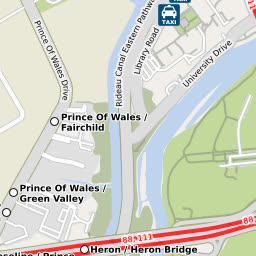 TAXI
Rideau Canal Eastern Pathway
Library Road
University Drive
Prince Of Wales Drive
Prince Of Wales /
Fairchild
Prince Of Wales /
Green Valley
88;111
88
Heron / Heron Bridge
/ Prince